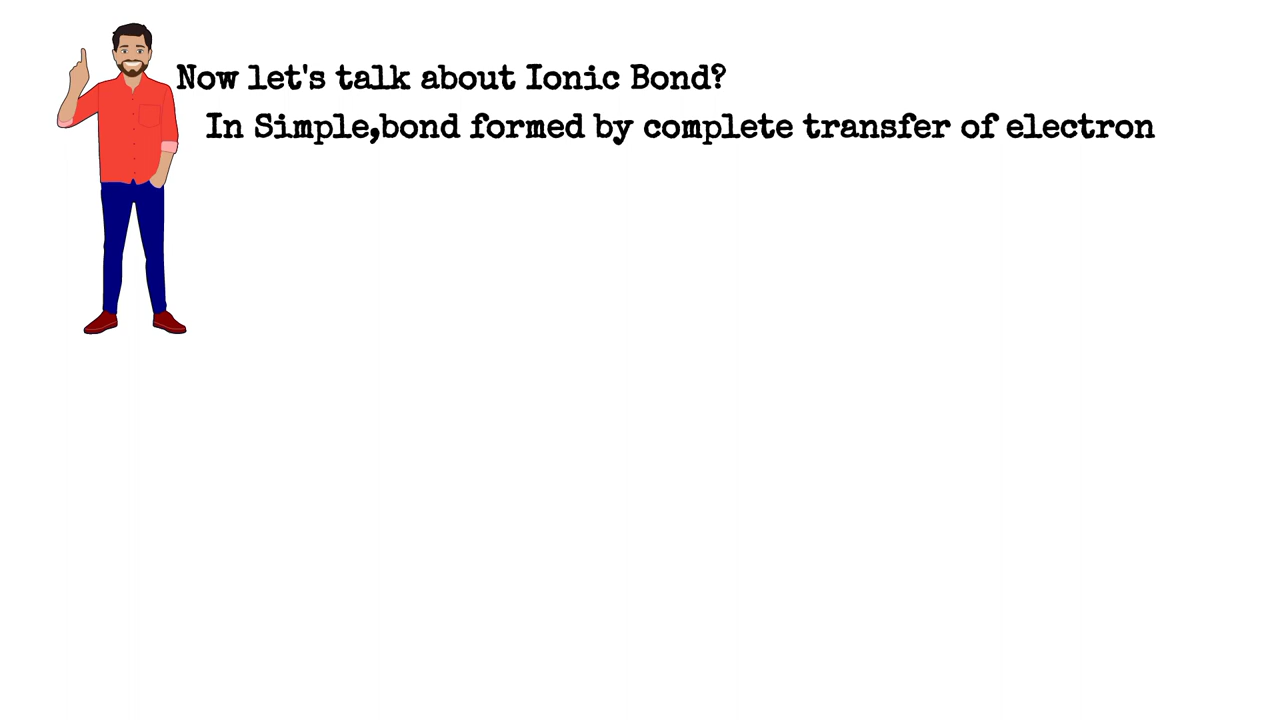 Now let's talk about Ionic Bond?
In Simple,bond formed by complete transfer of electron